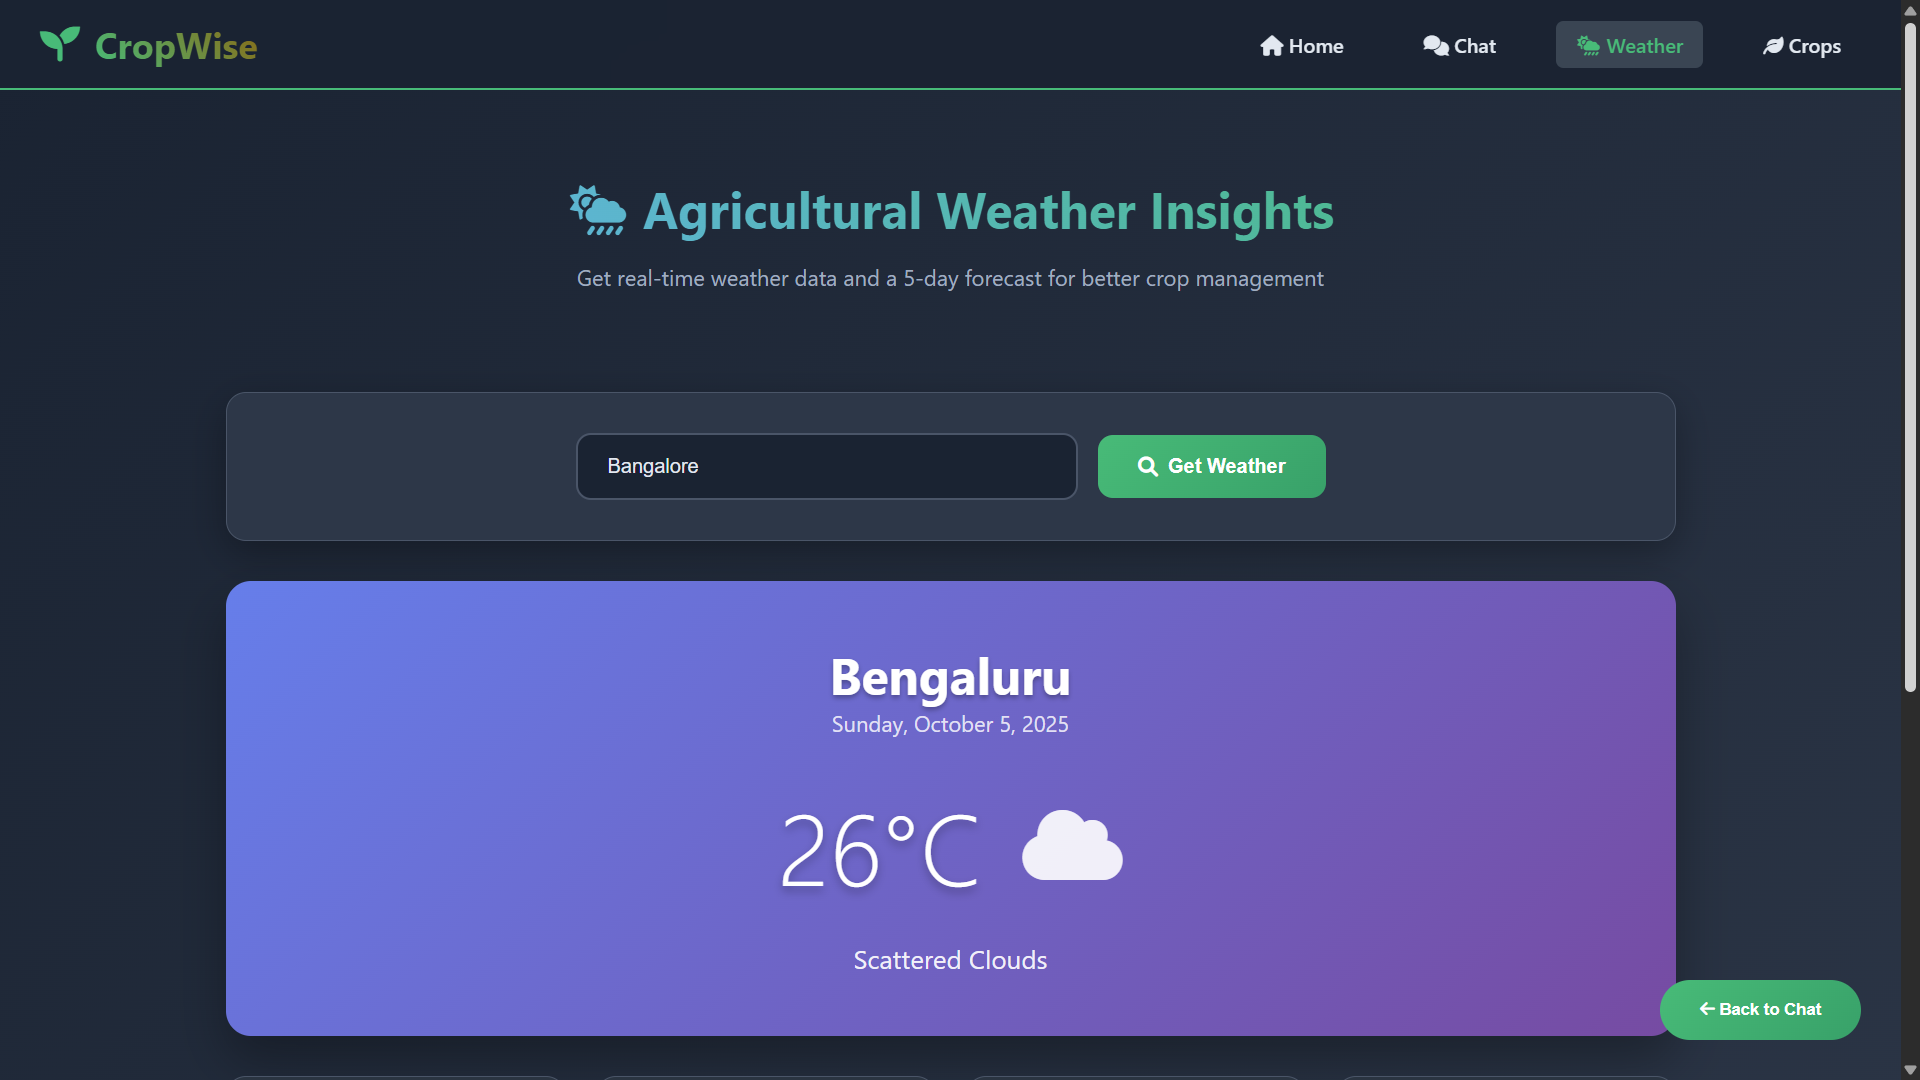 CropWise
Home
Chat
Weather
Crops
Agricultural Weather Insights
Get real-time weather data and a 5-day forecast for better crop management
Bangalore
Get Weather
Bengaluru
Sunday, October 5, 2025
26°C
Scattered Clouds
Back to Chat